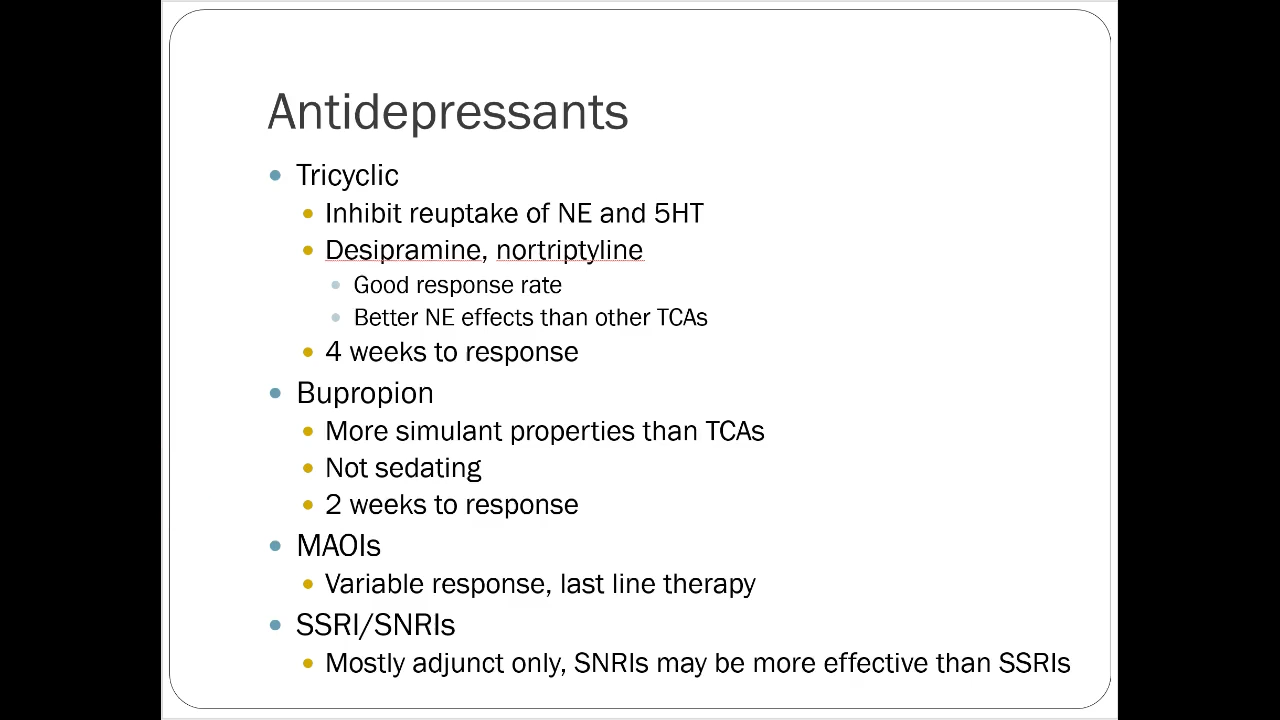 Antidepressants
Tricyclic
Inhibit reuptake of NE and 5HT
Desipramine, nortriptyline
Good response rate
Better NE effects than other TCAs
4 weeks to response
Bupropion
More simulant properties than TCAs
Not sedating
2 weeks to response
MAOIs
Variable response, last line therapy
SSRI/SNRIs
Mostly adjunct only, SNRIs may be more effective than SSRIs